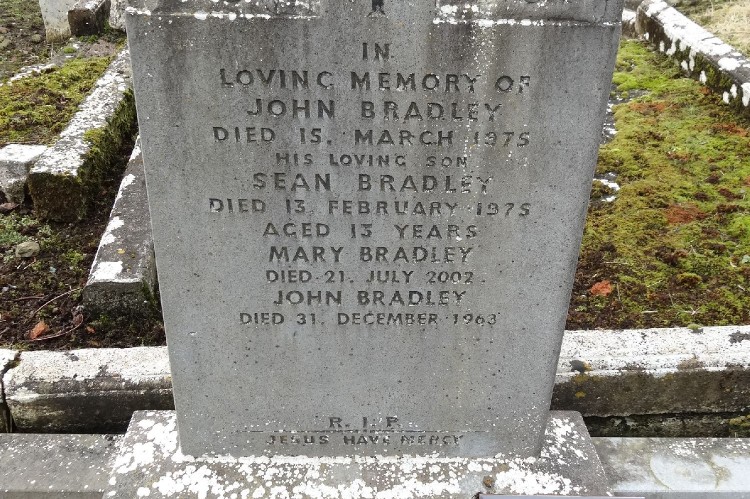 IN
LOVING MEMORY OF
JOHN BRADLEY
DIED 15. MARCH 1975
HIS LOVING SON
SEAN BRADLEY
DIED 13. FEBRUARY 1975
AGED 13 YEARS
MARY BRADLEY
DIED 21. JULY 2002.
JOHN BRADLEY
DIED 31. DECEMBER 1963
R.I.P.
JESUS HAVE MERCY